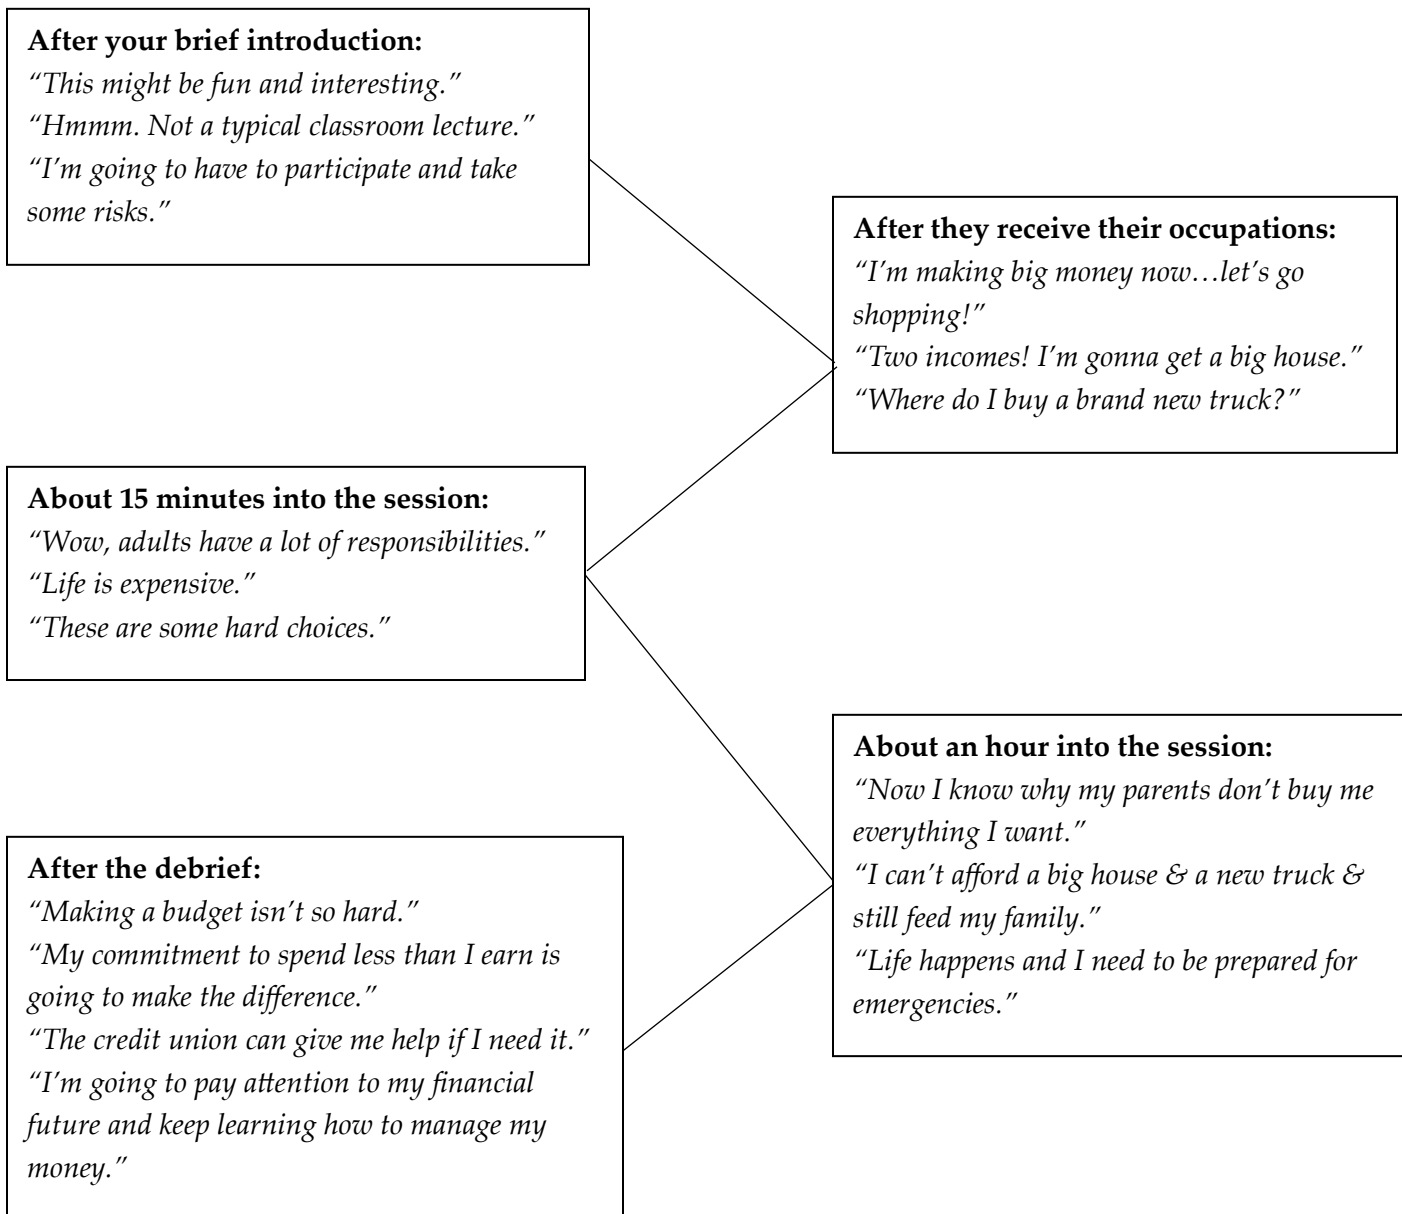 After your brief introduction:
“This might be fun and interesting.”
“Hmmm. Not a typical classroom lecture.”
“I’m going to have to participate and take
some risks.”
After they receive their occupations:
“I’m making big money now…let’s go
shopping!”
“Two incomes! I’m gonna get a big house.”
“Where do I buy a brand new truck?”
About 15 minutes into the session:
“Wow, adults have a lot of responsibilities.”
“Life is expensive.”
“These are some hard choices.”
About an hour into the session:
“Now I know why my parents don’t buy me
everything I want.”
“I can’t afford a big house & a new truck &
still feed my family.”
“Life happens and I need to be prepared for
emergencies.”
After the debrief:
“Making a budget isn’t so hard.”
“My commitment to spend less than I earn is
going to make the difference.”
“The credit union can give me help if I need it.”
“I’m going to pay attention to my financial
future and keep learning how to manage my
money.”